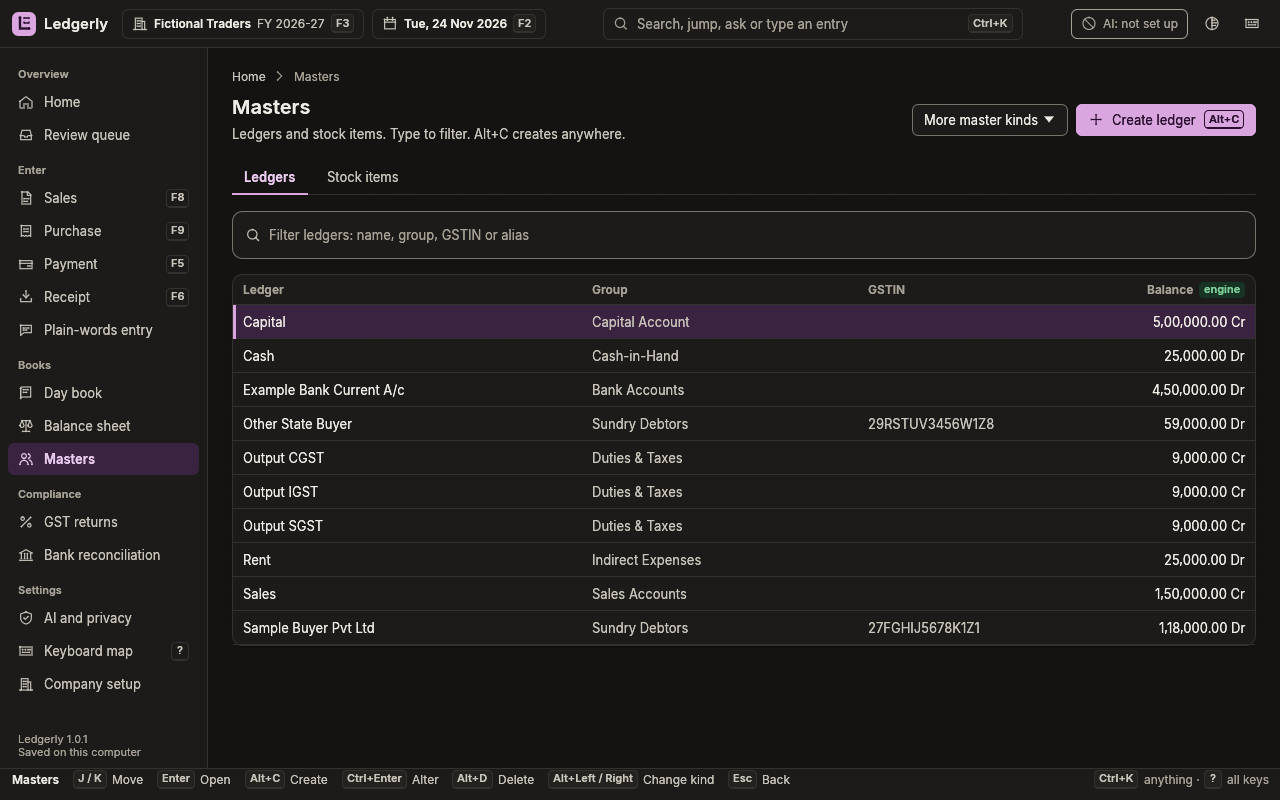 Ledgerly
Fictional Traders FY 2026-27 F3
Tue, 24 Nov 2026 F2
Search, jump, ask or type an entry Ctrl+K
AI: not set up
Overview
Home
Review queue
Enter
Sales F8
Purchase F9
Payment F5
Receipt F6
Plain-words entry
Books
Day book
Balance sheet
Masters
Compliance
GST returns
Bank reconciliation
Settings
AI and privacy
Keyboard map ?
Company setup
Ledgerly 1.0.1
Saved on this computer
Home > Masters
Masters
Ledgers and stock items. Type to filter. Alt+C creates anywhere.
More master kinds
+ Create ledger Alt+C
Ledgers Stock items
Filter ledgers: name, group, GSTIN or alias
Ledger Group GSTIN Balance engine
Capital Capital Account 5,00,000.00 Cr
Cash Cash-in-Hand 25,000.00 Dr
Example Bank Current A/c Bank Accounts 4,50,000.00 Dr
Other State Buyer Sundry Debtors 29RSTUV3456W1Z8 59,000.00 Dr
Output CGST Duties & Taxes 9,000.00 Cr
Output IGST Duties & Taxes 9,000.00 Cr
Output SGST Duties & Taxes 9,000.00 Cr
Rent Indirect Expenses 25,000.00 Dr
Sales Sales Accounts 1,50,000.00 Cr
Sample Buyer Pvt Ltd Sundry Debtors 27FGHIJ5678K1Z1 1,18,000.00 Dr
Masters J / K Move Enter Open Alt+C Create Ctrl+Enter Alter Alt+D Delete Alt+Left / Right Change kind Esc Back Ctrl+K anything · ? all keys